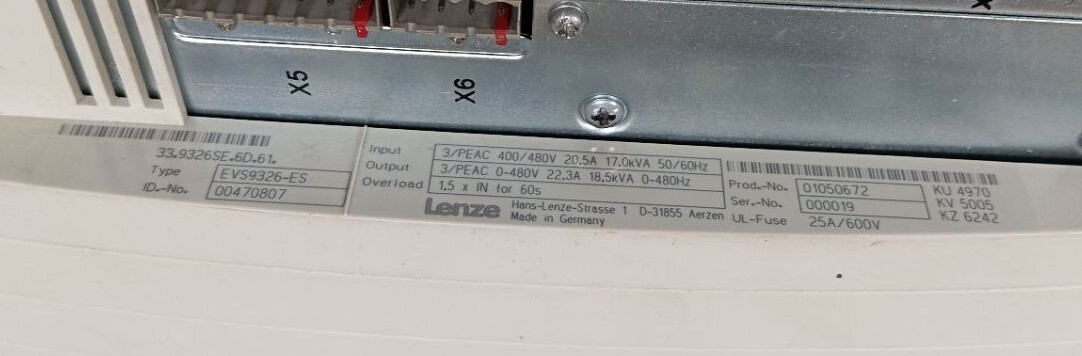 X5
X6
33.9326SE.6D.61.
Type EVS9326-ES
ID.-No. 00470807
Input 3/PEAC 400/480V 20.5A 17.0kVA 50/60Hz
Output 3/PEAC 0-480V 22.3A 18.5kVA 0-480Hz
Overload 1.5 x IN for 60s
Lenze Hans-Lenze-Strasse 1 D-31855 Aerzen
Made in Germany
Prod.-No. 01050672
Ser.-No. 000019
UL-Fuse 25A/600V
KU 4970
KV 5005
KZ 6242